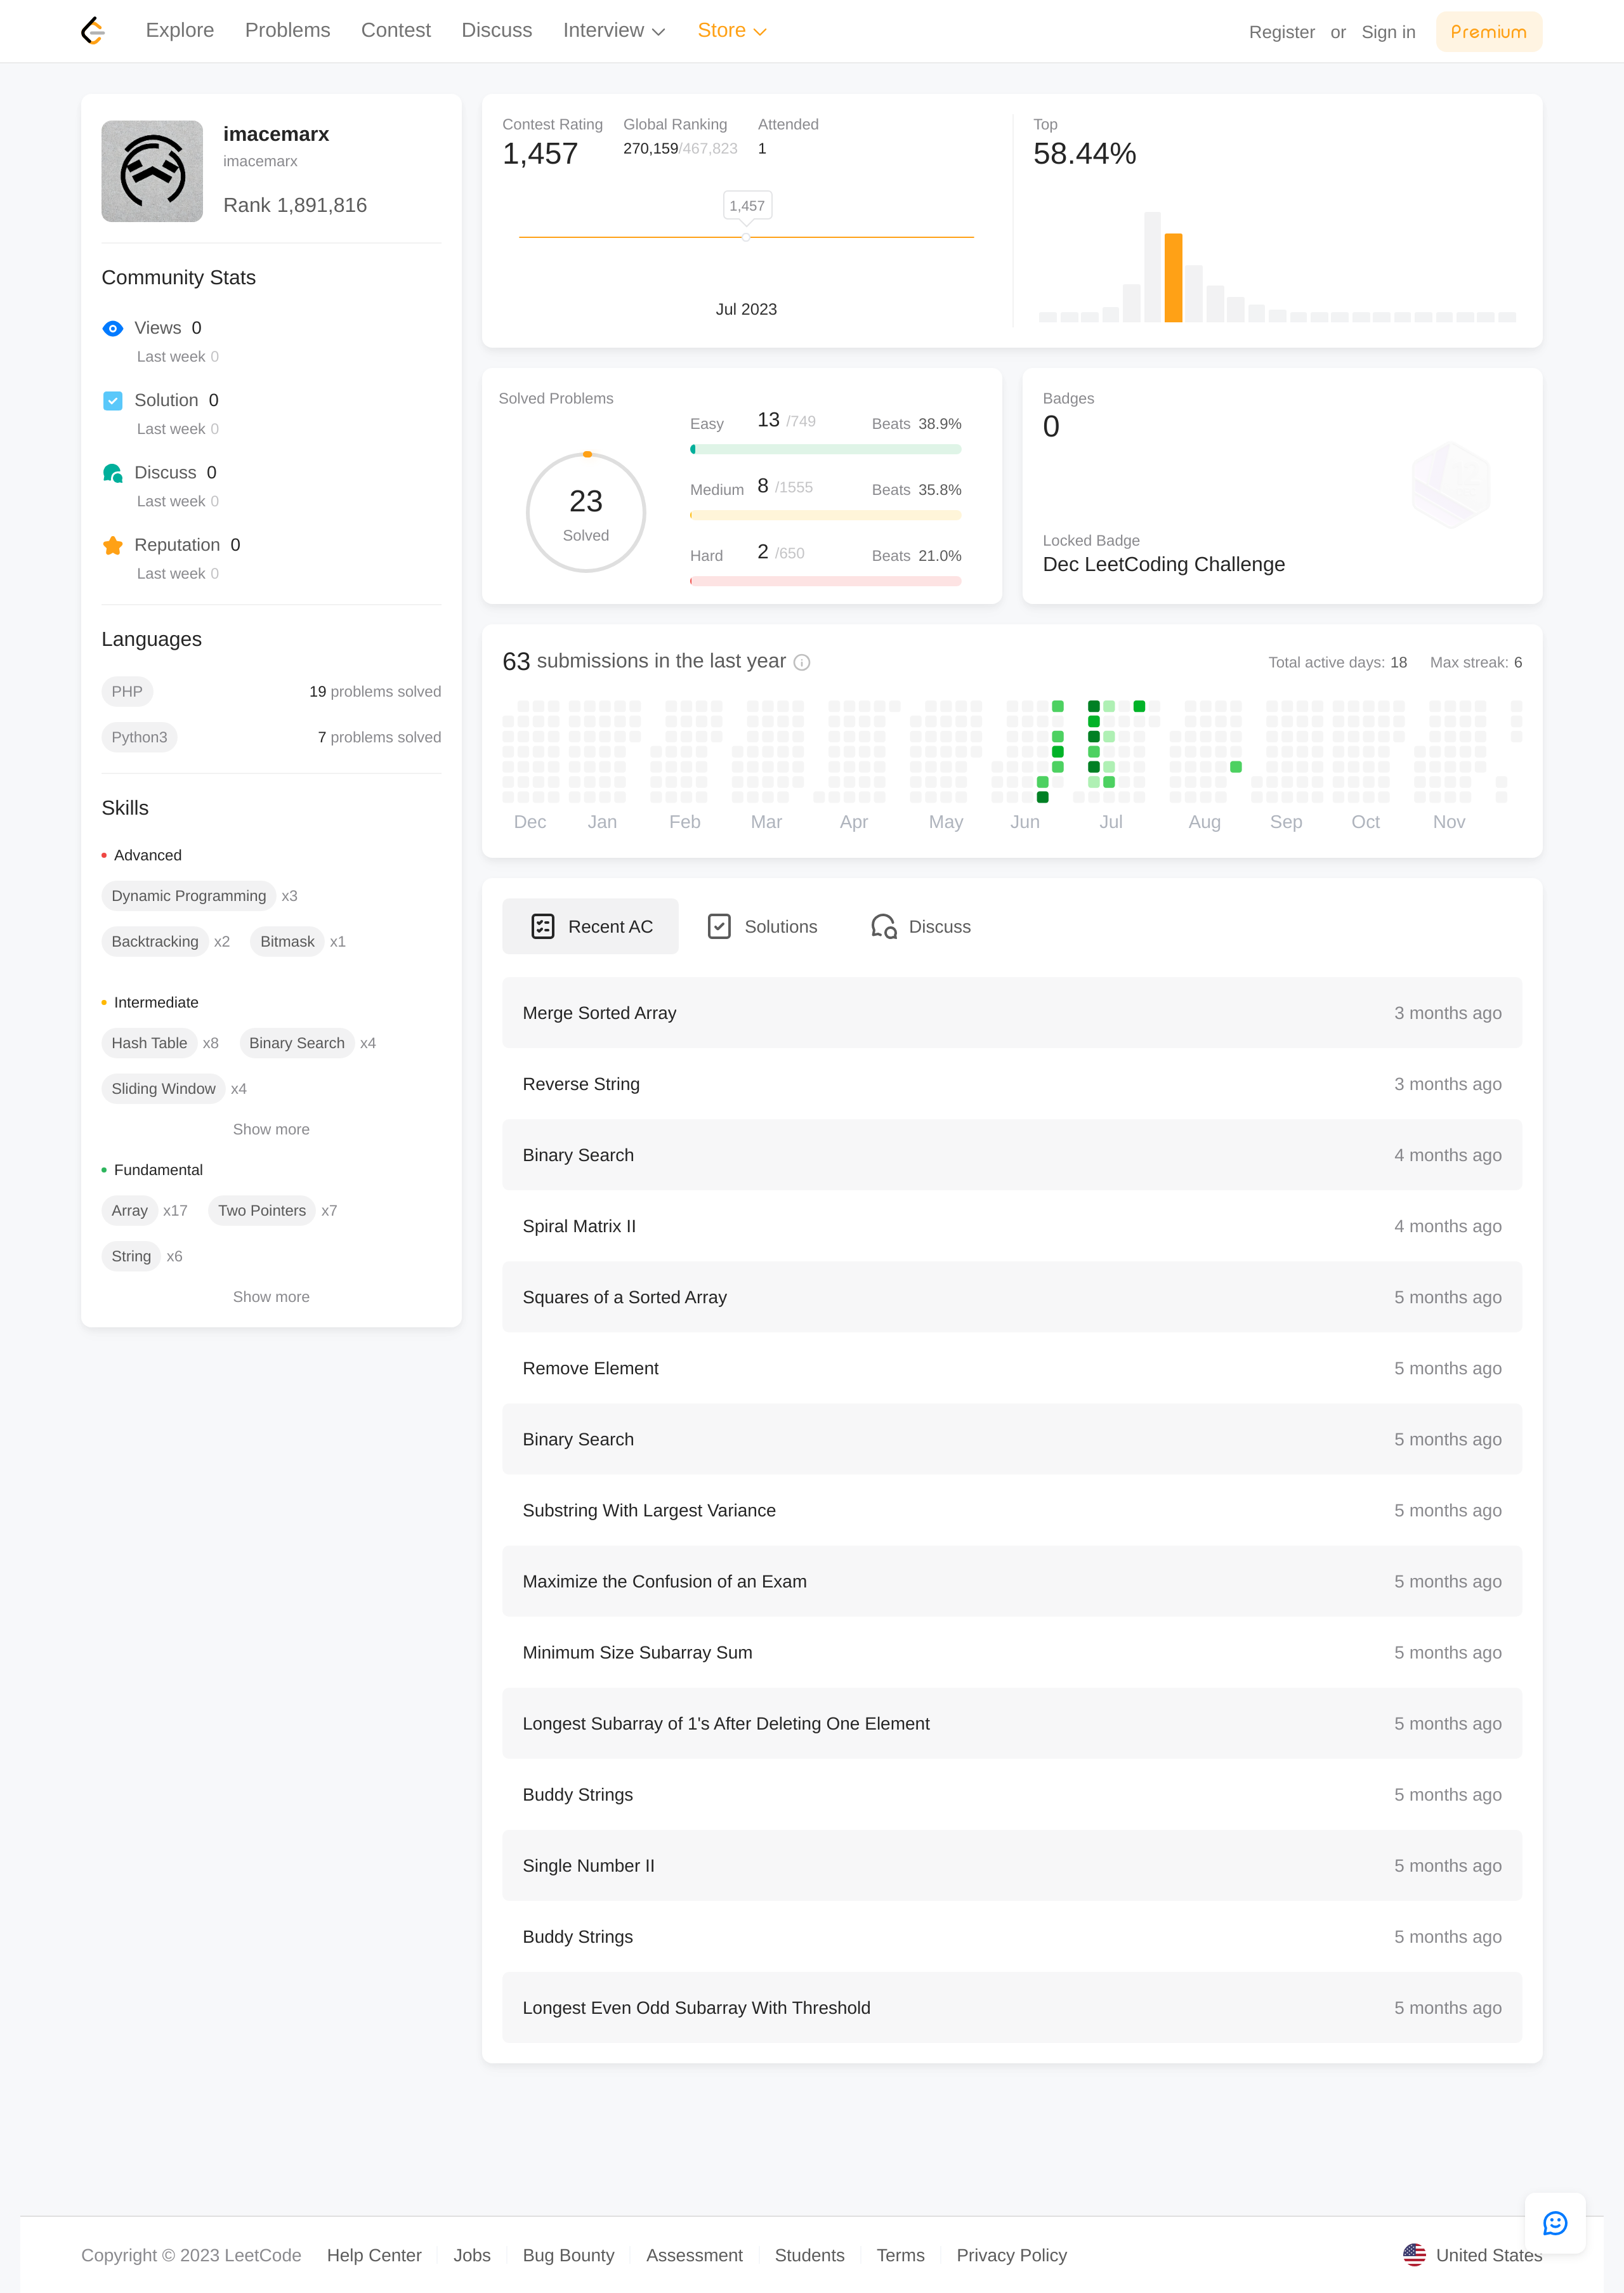 Explore Problems Contest Discuss Interview Store Register or Sign in Premium
imacemarx
imacemarx
Rank 1,891,816
Community Stats
Views 0
Last week 0
Solution 0
Last week 0
Discuss 0
Last week 0
Reputation 0
Last week 0
Languages
PHP 19 problems solved
Python3 7 problems solved
Skills
Advanced
Dynamic Programming x3
Backtracking x2 Bitmask x1
Intermediate
Hash Table x8 Binary Search x4
Sliding Window x4
Show more
Fundamental
Array x17 Two Pointers x7
String x6
Show more
Contest Rating Global Ranking Attended
1,457 270,159/467,823 1
1,457
Jul 2023
Top
58.44%
Solved Problems
23
Solved
Easy 13 /749 Beats 38.9%
Medium 8 /1555 Beats 35.8%
Hard 2 /650 Beats 21.0%
Badges
0
Locked Badge
Dec LeetCoding Challenge
63 submissions in the last year Total active days: 18 Max streak: 6
Dec Jan Feb Mar Apr May Jun Jul Aug Sep Oct Nov
Recent AC Solutions Discuss
Merge Sorted Array 3 months ago
Reverse String 3 months ago
Binary Search 4 months ago
Spiral Matrix II 4 months ago
Squares of a Sorted Array 5 months ago
Remove Element 5 months ago
Binary Search 5 months ago
Substring With Largest Variance 5 months ago
Maximize the Confusion of an Exam 5 months ago
Minimum Size Subarray Sum 5 months ago
Longest Subarray of 1's After Deleting One Element 5 months ago
Buddy Strings 5 months ago
Single Number II 5 months ago
Buddy Strings 5 months ago
Longest Even Odd Subarray With Threshold 5 months ago
Copyright © 2023 LeetCode Help Center Jobs Bug Bounty Assessment Students Terms Privacy Policy United States